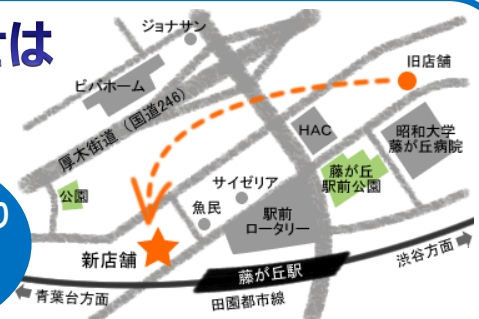 せは
ジョナサン
旧店舗
ビバホーム
厚木街道（国道246）
HAC
昭和大学
藤が丘病院
藤が丘
駅前公園
サイゼリア
公園
魚民
駅前
ロータリー
新店舗
藤が丘駅
渋谷方面
青葉台方面
田園都市線